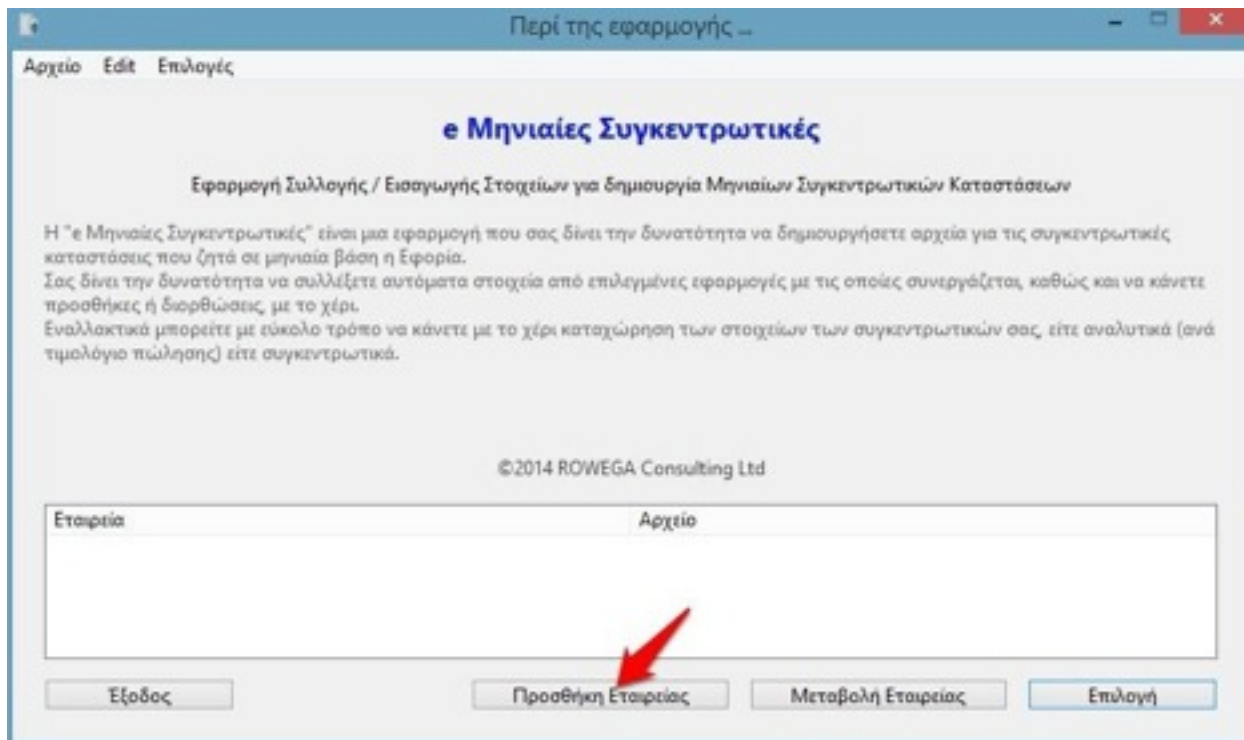 Περί της εφαρμογής ...
Αρχείο Edit Επιλογές
e Μηνιαίες Συγκεντρωτικές
Εφαρμογή Συλλογής / Εισαγωγής Στοιχείων για δημιουργία Μηνιαίων Συγκεντρωτικών Καταστάσεων
Η "e Μηνιαίες Συγκεντρωτικές" είναι μια εφαρμογή που σας δίνει την δυνατότητα να δημιουργήσετε αρχεία για τις συγκεντρωτικές
καταστάσεις που ζητά σε μηνιαία βάση η Εφορία.
Σας δίνει την δυνατότητα να συλλέξετε αυτόματα στοιχεία από επιλεγμένες εφαρμογές με τις οποίες συνεργάζεται, καθώς και να κάνετε
προσθήκες ή διορθώσεις, με το χέρι.
Εναλλακτικά μπορείτε με εύκολο τρόπο να κάνετε με το χέρι καταχώρηση των στοιχείων των συγκεντρωτικών σας, είτε αναλυτικά (ανά
τιμολόγιο πώλησης) είτε συγκεντρωτικά.
©2014 ROWEGA Consulting Ltd
Εταιρεία Αρχείο
Έξοδος Προσθήκη Εταιρείας Μεταβολή Εταιρείας Επιλογή